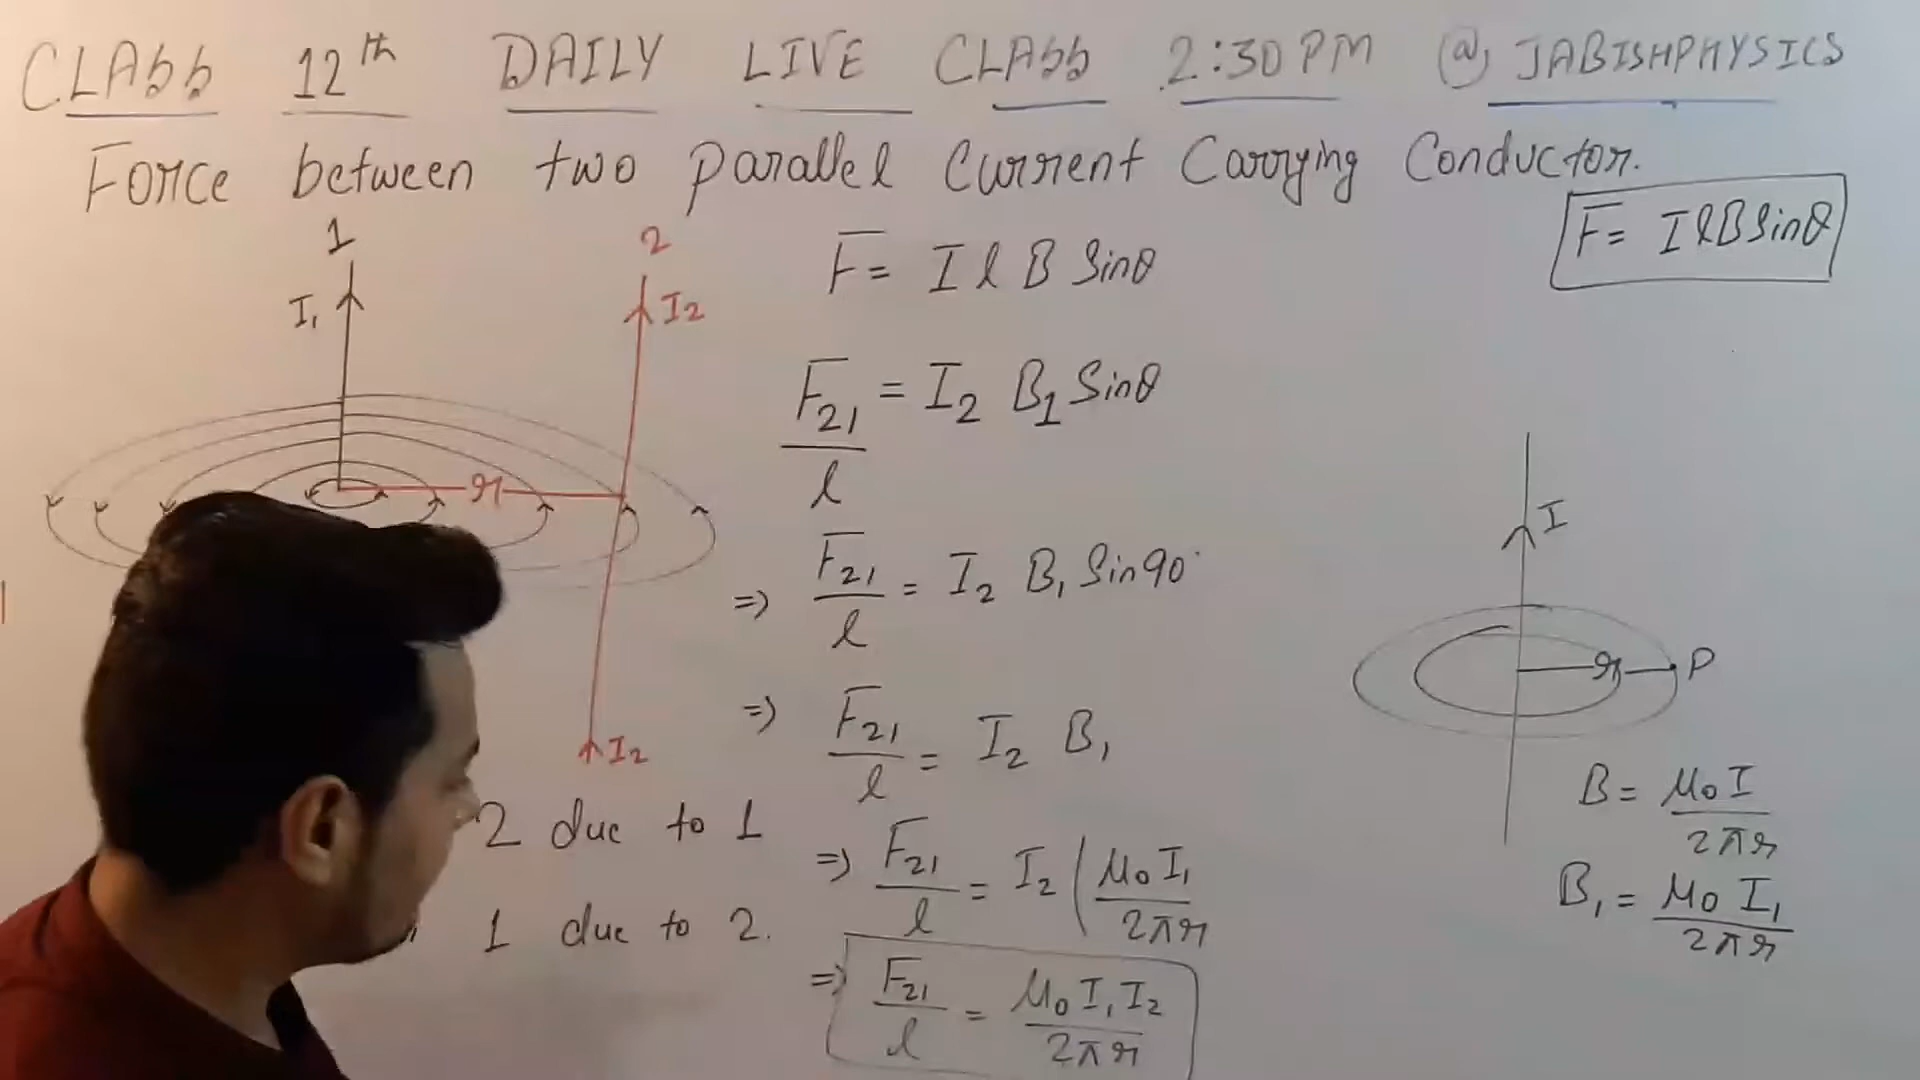 CLASS 12th DAILY LIVE CLASS 2:30 PM @ JABISHPHYSICS
Force between two parallel Current Carrying Conductor.
F = I l B Sinθ
1
I1
2
I2
r
I2
2 due to 1
1 due to 2.
F = I l B Sinθ
F21/l = I2 B1 Sinθ
=> F21/l = I2 B1 Sin90°
=> F21/l = I2 B1
=> F21/l = I2 (μ0 I1/2πr
=> F21/l = μ0 I1 I2/2πr
I
r
P
B = μ0 I/2πr
B1 = μ0 I1/2πr